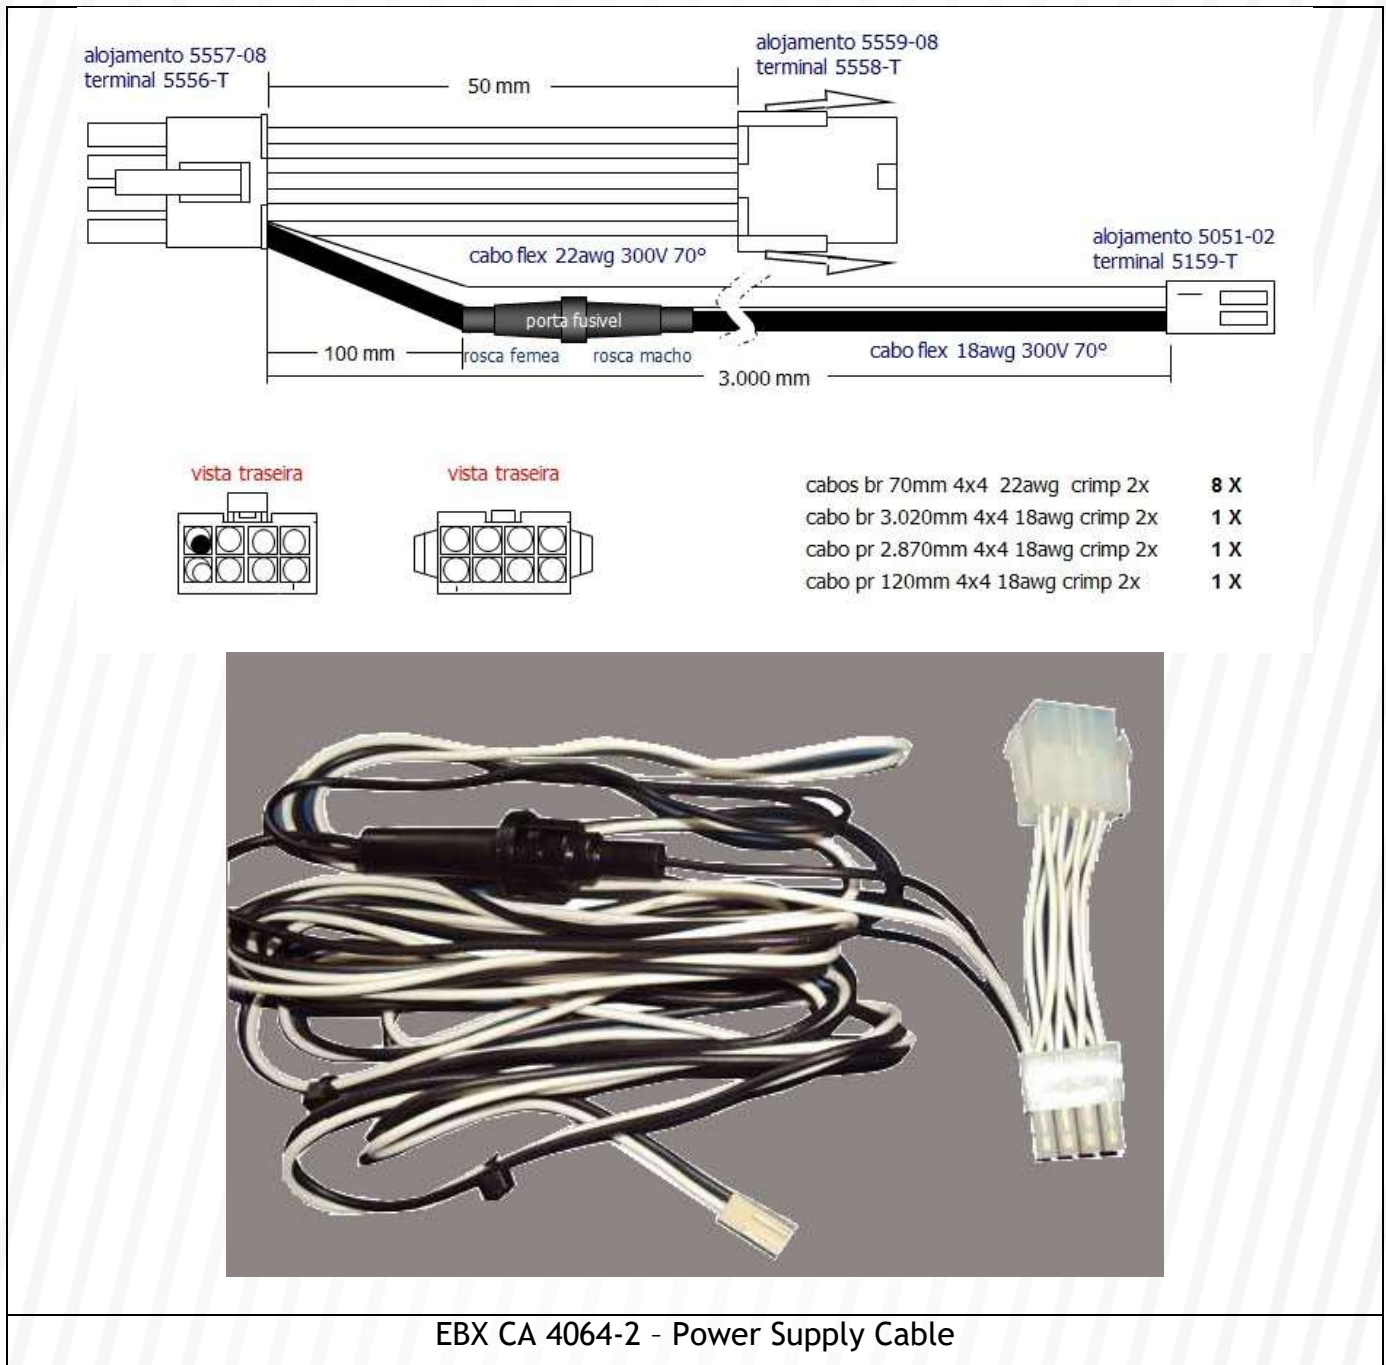 alojamento 5557-08
terminal 5556-T
50 mm
alojamento 5559-08
terminal 5558-T
cabo flex 22awg 300V 70°
alojamento 5051-02
terminal 5159-T
porta fusivel
100 mm
rosca femea
rosca macho
cabo flex 18awg 300V 70°
3.000 mm
vista traseira
vista traseira
cabos br 70mm 4x4 22awg crimp 2x 8 X
cabo br 3.020mm 4x4 18awg crimp 2x 1 X
cabo pr 2.870mm 4x4 18awg crimp 2x 1 X
cabo pr 120mm 4x4 18awg crimp 2x 1 X
EBX CA 4064-2 – Power Supply Cable